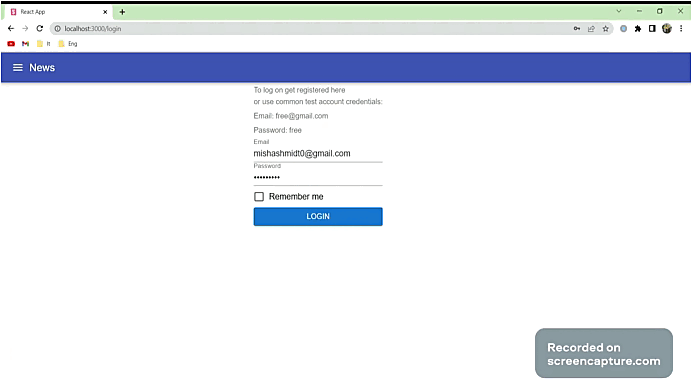 React App
localhost:3000/login
It
Eng
News
To log on get registered here
or use common test account credentials:
Email: free@gmail.com
Password: free
Email
mishashmidt0@gmail.com
Password
•••••••••
Remember me
LOGIN
Recorded on
screencapture.com